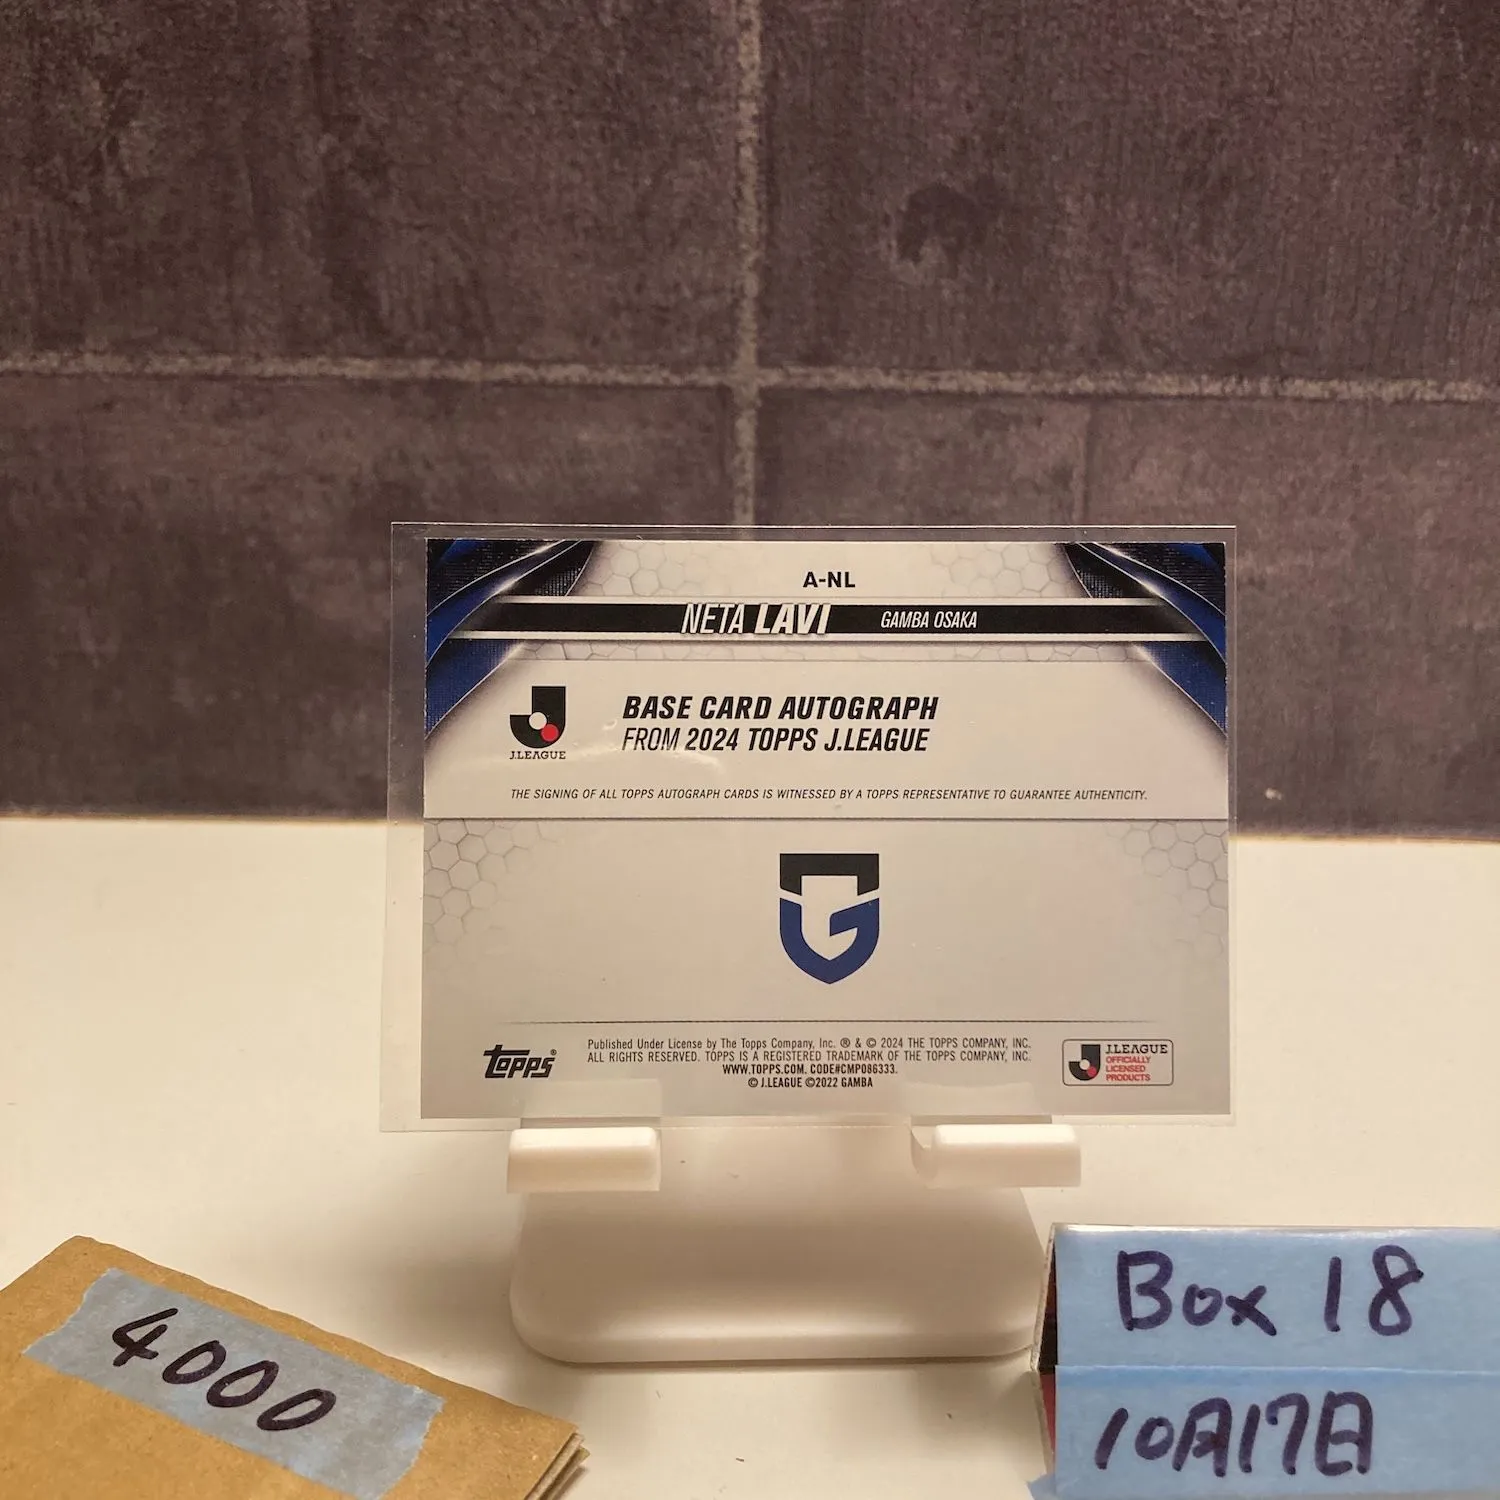 A-NL
NETA LAVI GAMBA OSAKA
J.LEAGUE
BASE CARD AUTOGRAPH
FROM 2024 TOPPS J.LEAGUE
THE SIGNING OF ALL TOPPS AUTOGRAPH CARDS IS WITNESSED BY A TOPPS REPRESENTATIVE TO GUARANTEE AUTHENTICITY.
topps®
Published Under License by The Topps Company, Inc. ® & © 2024 THE TOPPS COMPANY, INC.
ALL RIGHTS RESERVED. TOPPS IS A REGISTERED TRADEMARK OF THE TOPPS COMPANY, INC.
WWW.TOPPS.COM. CODE#CMP086333.
© J.LEAGUE ©2022 GAMBA
J.LEAGUE
OFFICIALLY
LICENSED
PRODUCTS
4000
Box 18
10月17日